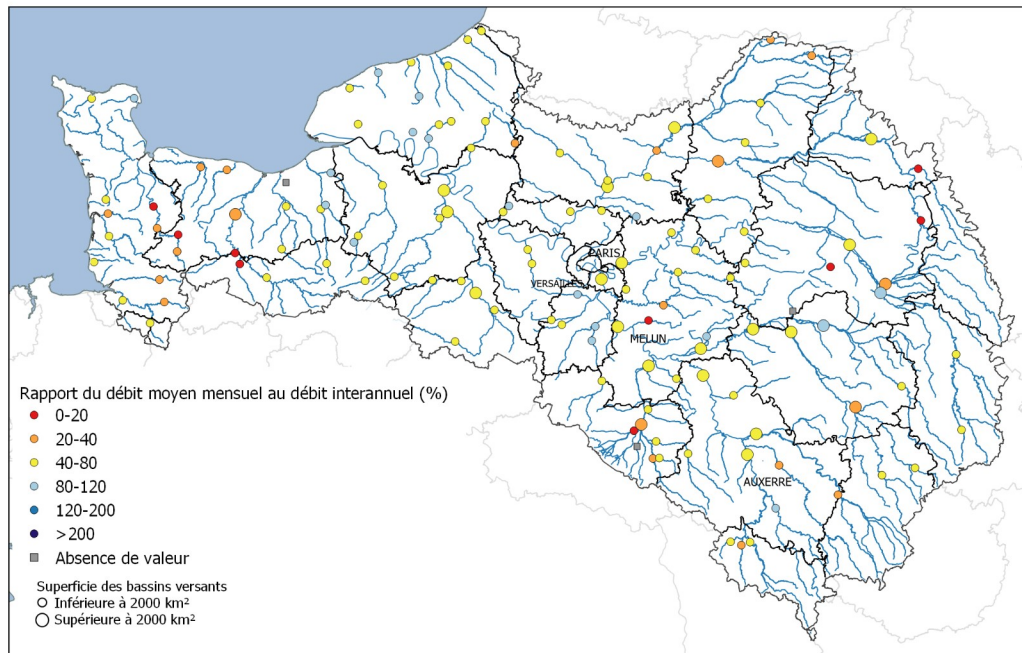 PARIS
VERSAILLES
MELUN
AUXERRE
Rapport du débit moyen mensuel au débit interannuel (%)
0-20
20-40
40-80
80-120
120-200
>200
Absence de valeur
Superficie des bassins versants
Inférieure à 2000 km²
Supérieure à 2000 km²